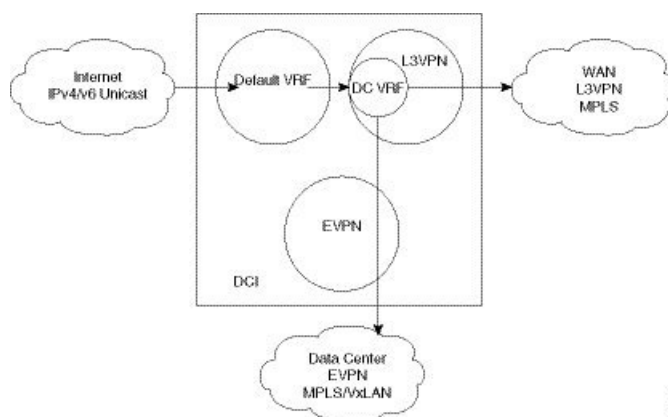 Internet
IPv4/v6 Unicast
Default VRF
L3VPN
DC VRF
WAN
L3VPN
MPLS
EVPN
DCI
Data Center
EVPN
MPLS/VxLAN